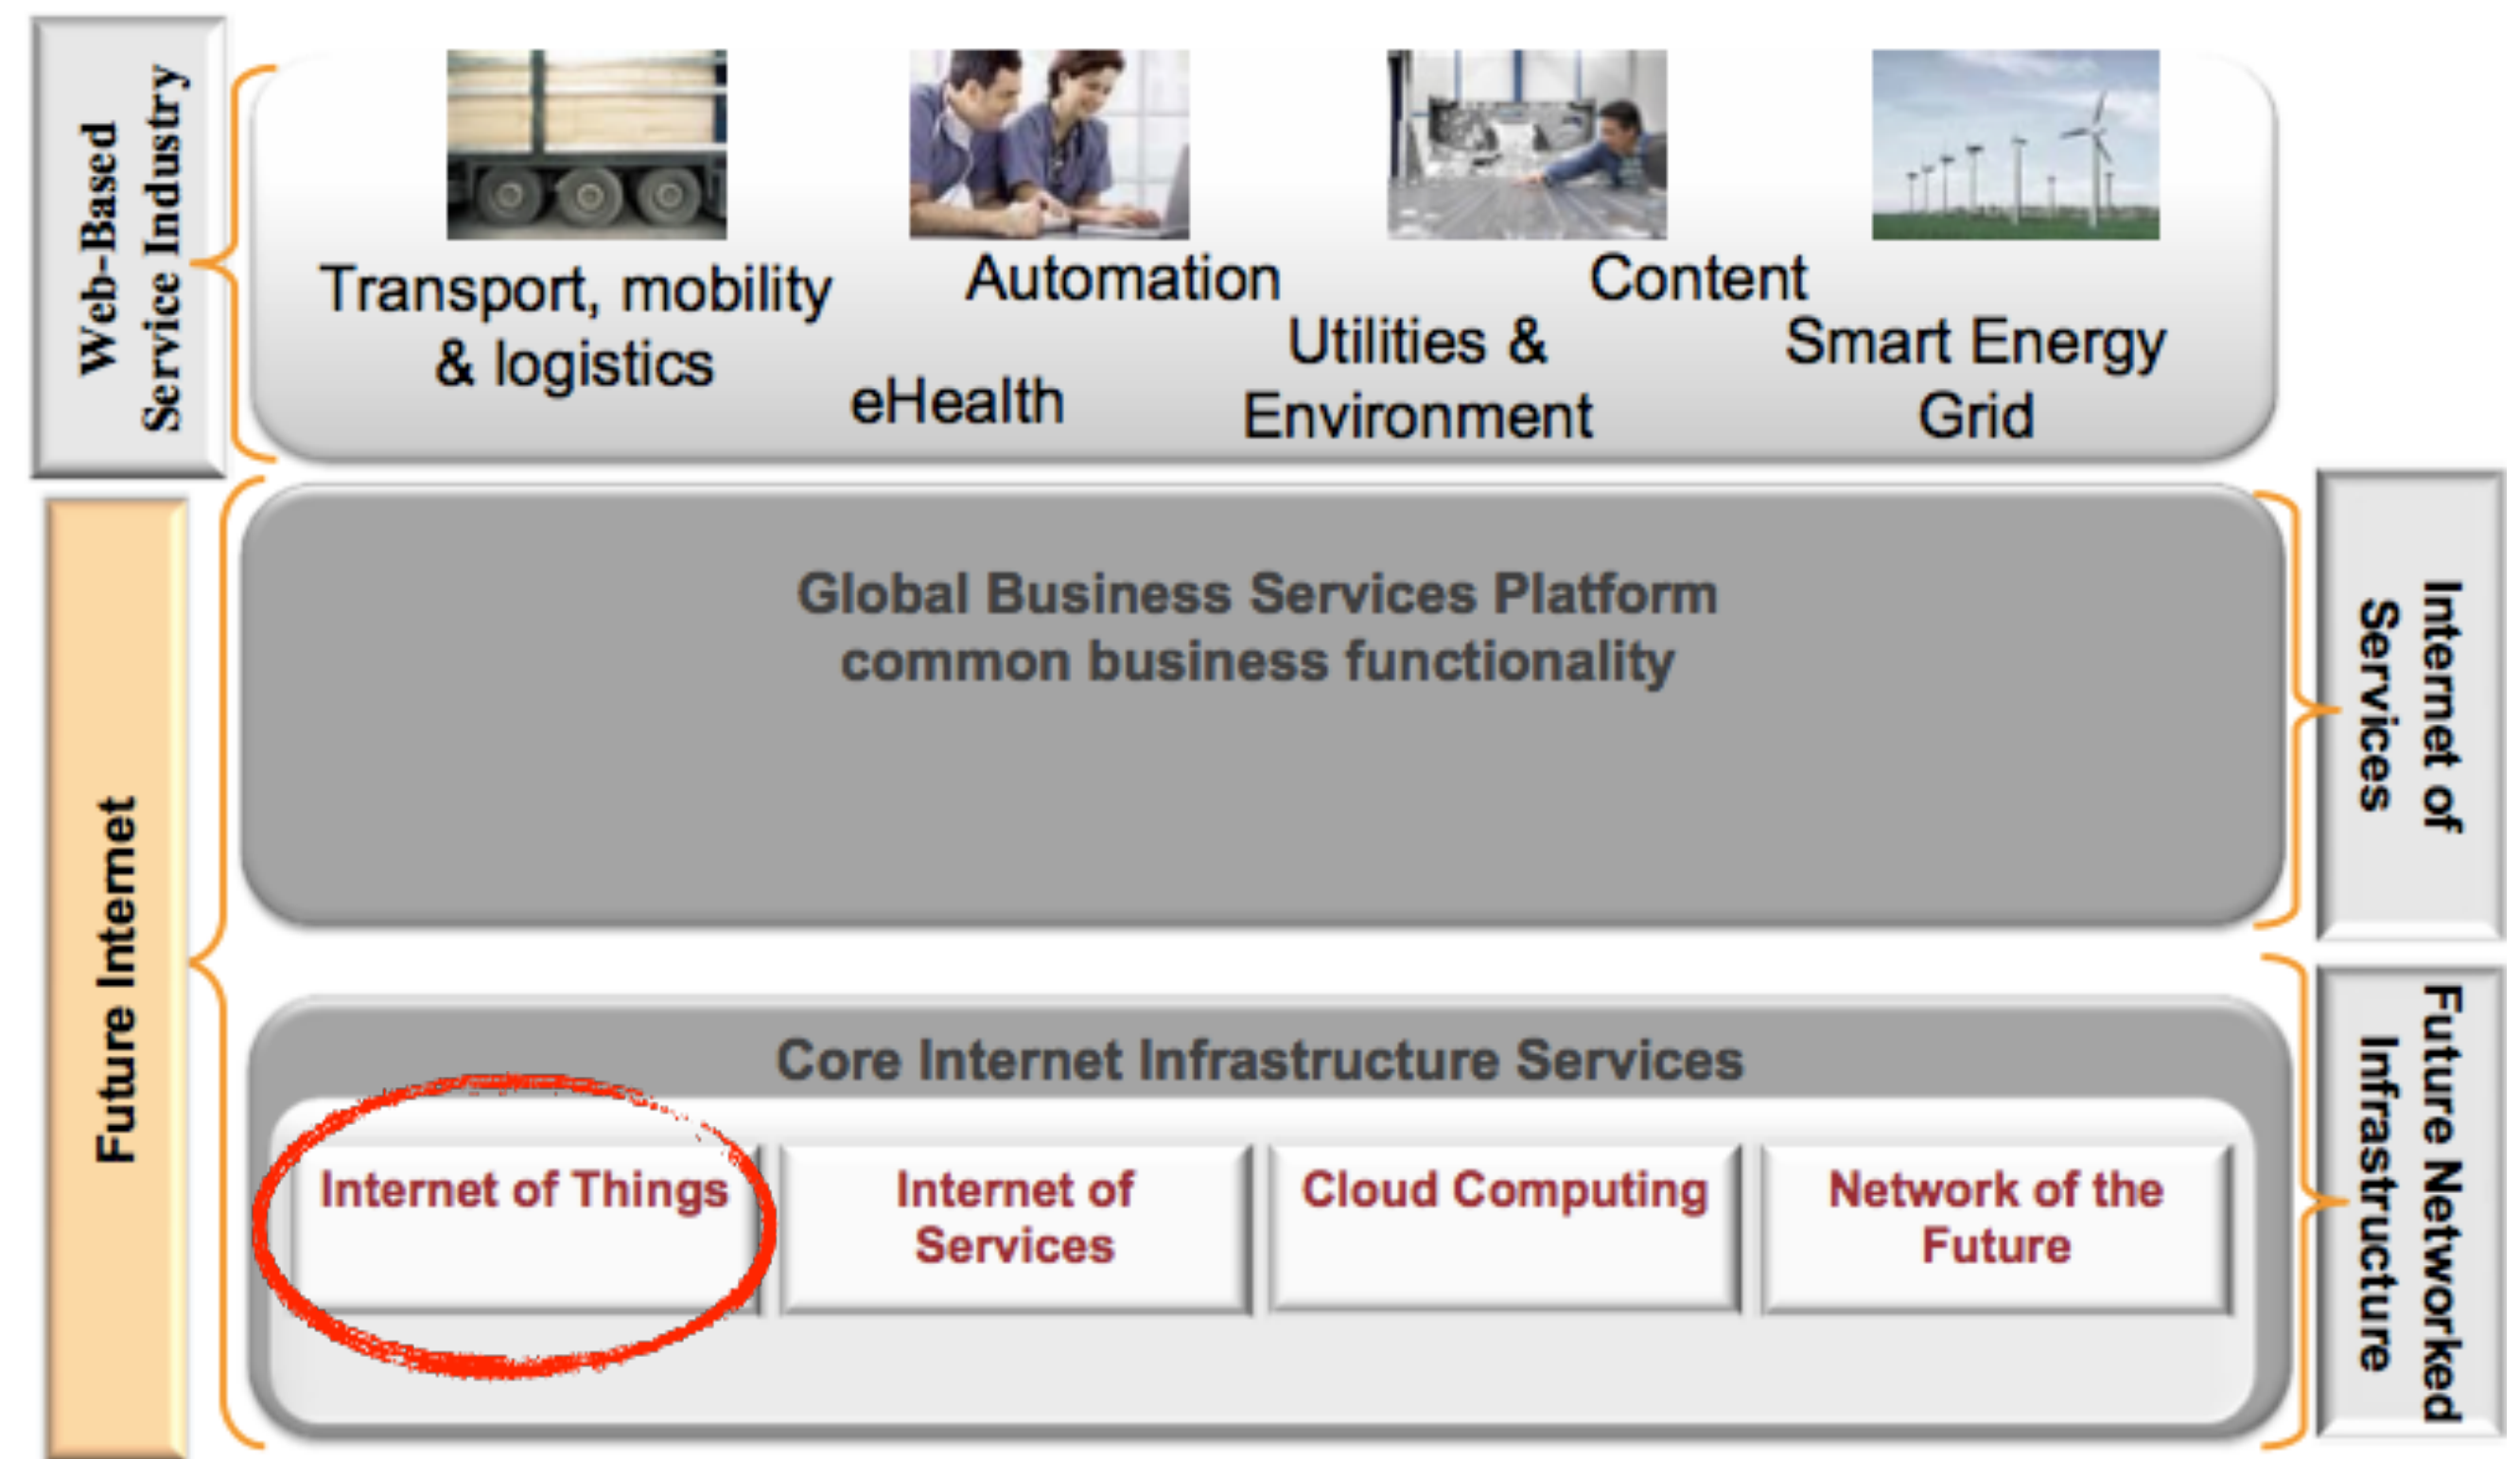 Web-Based
Service Industry
Transport, mobility
& logistics
Automation
eHealth
Utilities &
Environment
Content
Smart Energy
Grid
Future Internet
Global Business Services Platform
common business functionality
Internet of
Services
Core Internet Infrastructure Services
Internet of Things
Internet of
Services
Cloud Computing
Network of the
Future
Future Networked
Infrastructure